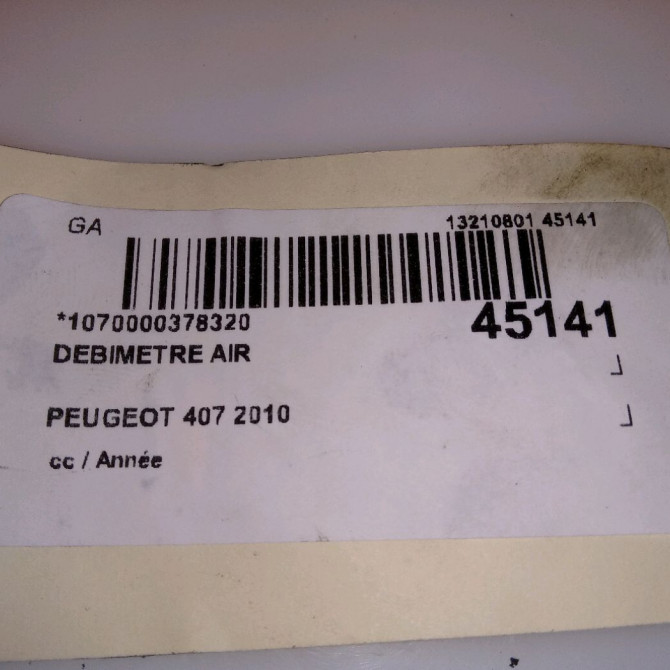 GA 13210801 45141
*1070000378320 45141
DEBIMETRE AIR
PEUGEOT 407 2010
cc / Année